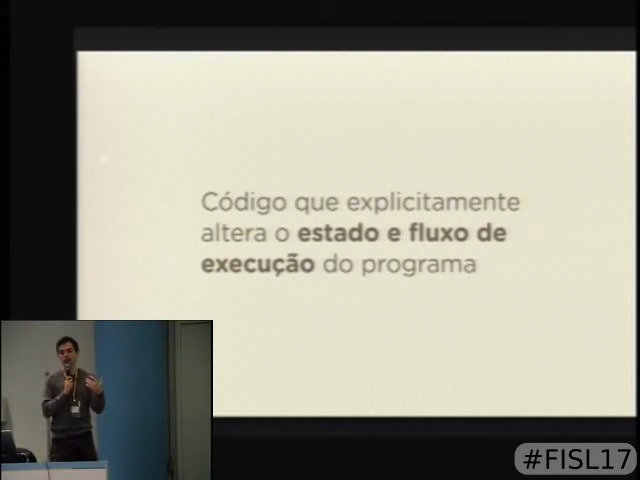 Código que explicitamente
altera o estado e fluxo de
execução do programa
#FISL17